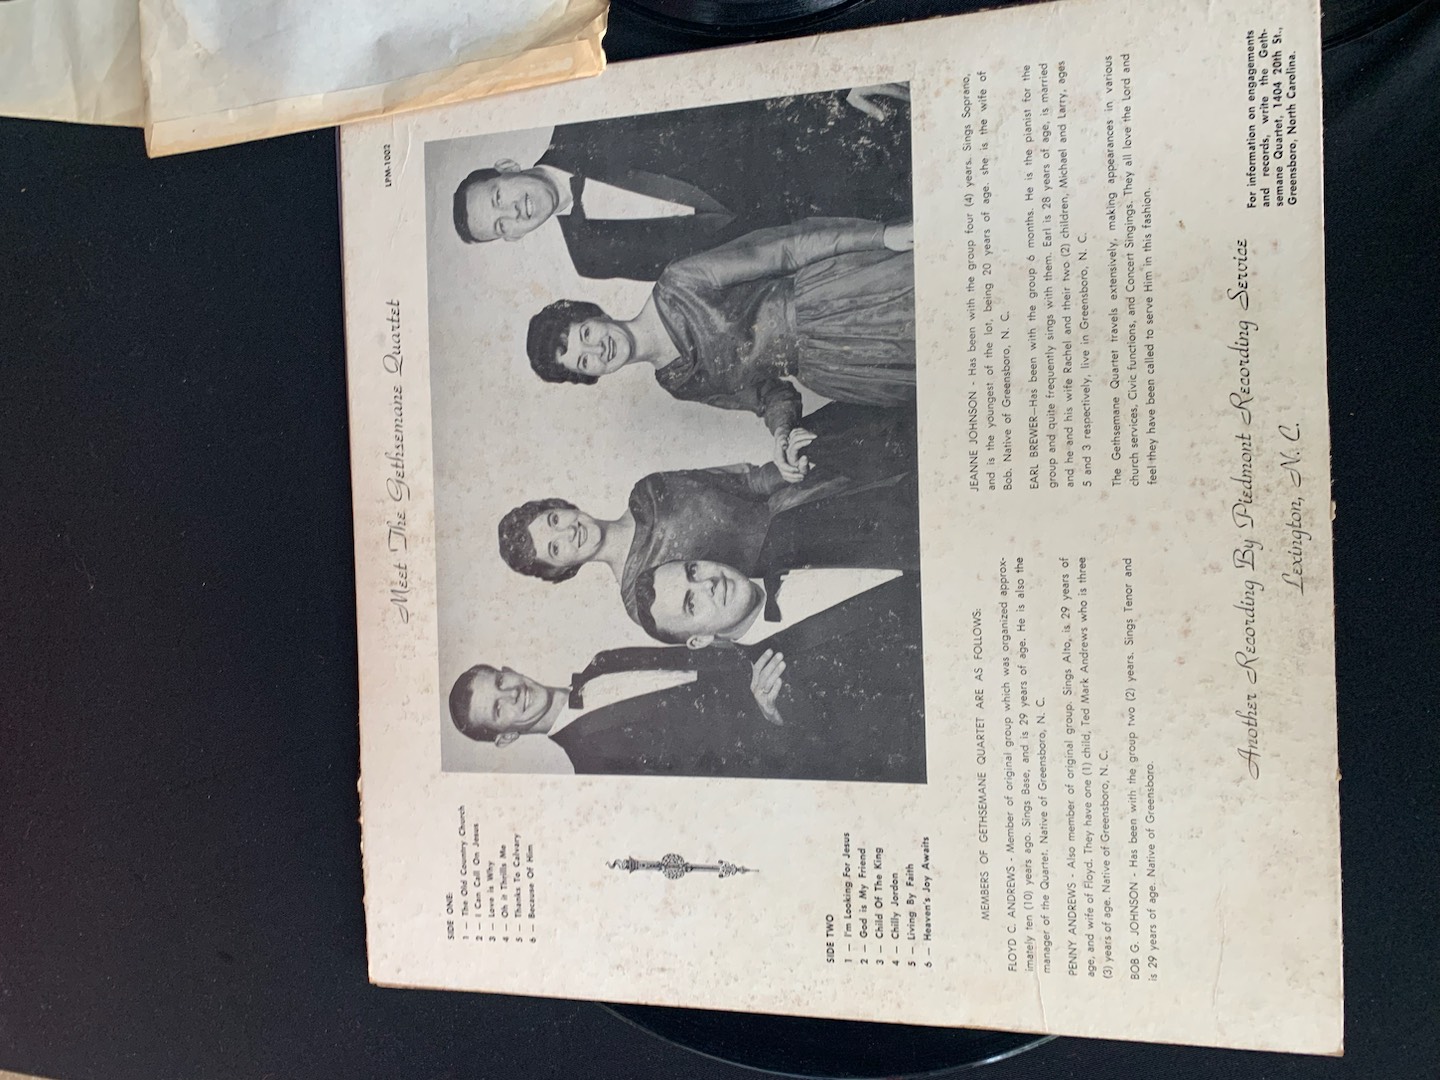 LPM-1002
Meet The Gethsemane Quartet
SIDE ONE:
1 — The Old Country Church
2 — I Can Call On Jesus
3 — Love is Why
4 — Oh it Thrills Me
5 — Thanks To Calvary
6 — Because Of Him
SIDE TWO
1 — I'm Looking For Jesus
2 — God is My Friend
3 — Child Of The King
4 — Chilly Jordon
5 — Living By Faith
6 — Heaven's Joy Awaits
MEMBERS OF GETHSEMANE QUARTET ARE AS FOLLOWS:
FLOYD C. ANDREWS - Member of original group which was organized approx-
imately ten (10) years ago. Sings Base, and is 29 years of age. He is also the
manager of the Quartet. Native of Greensboro, N. C.
PENNY ANDREWS - Also member of original group. Sings Alto, is 29 years of
age, and wife of Floyd. They have one (1) child, Ted Mark Andrews who is three
(3) years of age. Native of Greensboro, N. C.
BOB G. JOHNSON - Has been with the group two (2) years. Sings Tenor and
is 29 years of age. Native of Greensboro.
JEANNE JOHNSON - Has been with the group four (4) years. Sings Soprano,
and is the youngest of the lot, being 20 years of age. she is the wife of
Bob. Native of Greensboro, N. C.
EARL BREWER—Has been with the group 6 months. He is the pianist for the
group and quite frequently sings with them. Earl is 28 years of age, is married
and he and his wife Rachel and their two (2) children, Michael and Larry, ages
5 and 3 respectively, live in Greensboro, N. C.
The Gethsemane Quartet travels extensively, making appearances in various
church services, Civic functions, and Concert Singings. They all love the Lord and
feel they have been called to serve Him in this fashion.
Another Recording By Piedmont Recording Service
Lexington, N. C.
For information on engagements
and records, write the Geth-
semane Quartet, 1404 20th St.,
Greensboro, North Carolina.